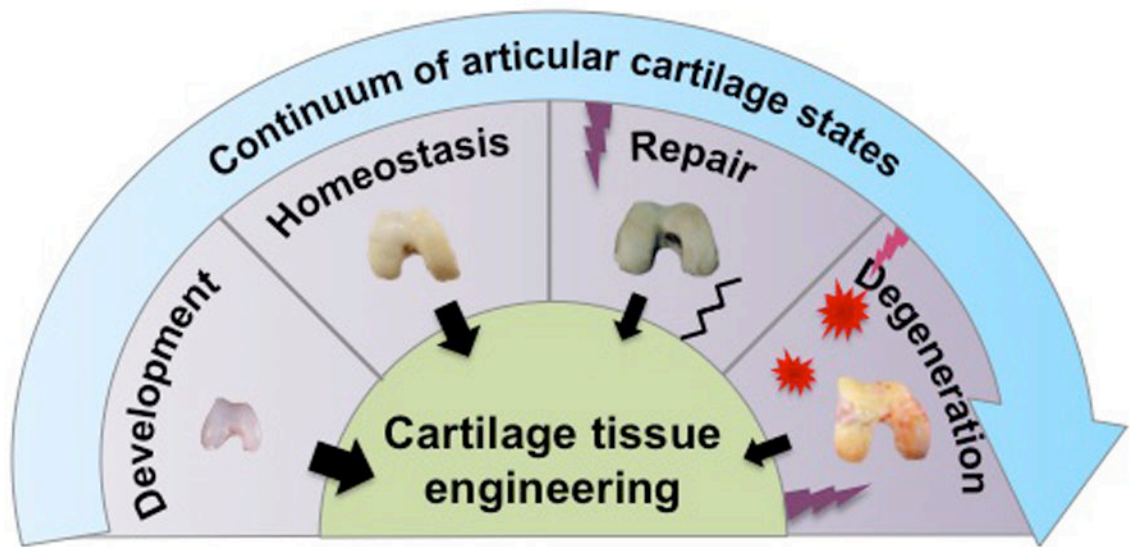 Continuum of articular cartilage states
Development
Homeostasis
Repair
Degeneration
Cartilage tissue
engineering